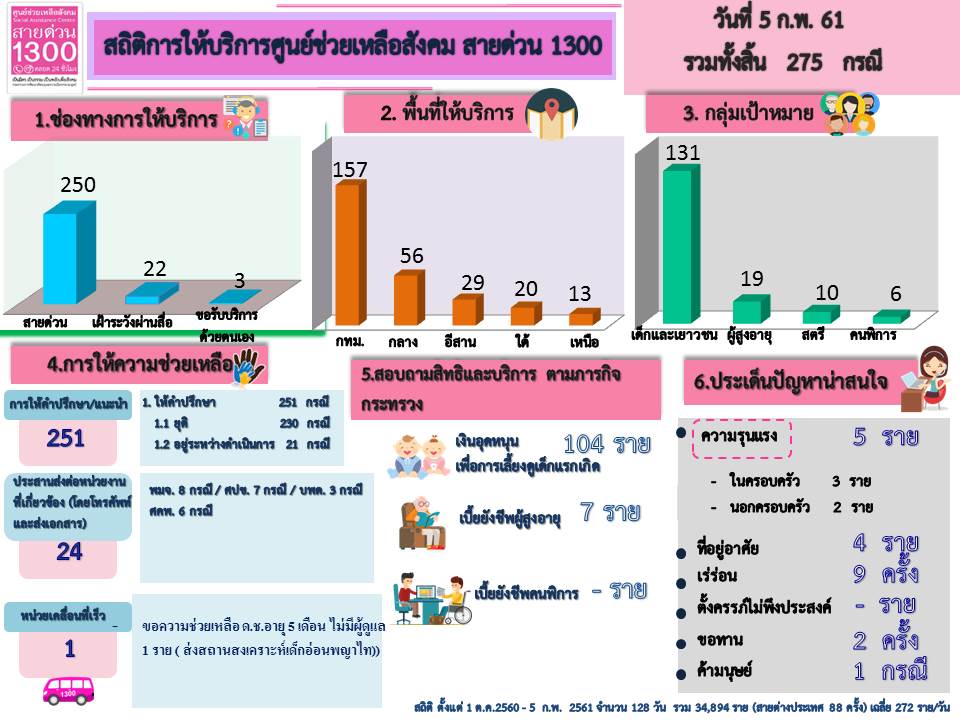 ศูนย์ช่วยเหลือสังคม
Social Assistance Centre
สายด่วน
1300
ตลอด 24 ชั่วโมง
สถิติการให้บริการศูนย์ช่วยเหลือสังคม สายด่วน 1300
วันที่ 5 ก.พ. 61
รวมทั้งสิ้น 275 กรณี
1.ช่องทางการให้บริการ
250
22
3
สายด่วน
เฝ้าระวังผ่านสื่อ
ขอรับบริการ
ด้วยตนเอง
2. พื้นที่ให้บริการ
157
56
29
20
13
กทม.
กลาง
อีสาน
ใต้
เหนือ
3. กลุ่มเป้าหมาย
131
19
10
6
เด็กและเยาวชน
ผู้สูงอายุ
สตรี
คนพิการ
4.การให้ความช่วยเหลือ
การให้คำปรึกษา/แนะนำ
251
1. ให้คำปรึกษา 251 กรณี
1.1 ยุติ 230 กรณี
1.2 อยู่ระหว่างดำเนินการ 21 กรณี
ประสานส่งต่อหน่วยงาน
ที่เกี่ยวข้อง (โดยโทรศัพท์
และส่งเอกสาร)
24
พมจ. 8 กรณี / ศปช. 7 กรณี / บพด. 3 กรณี
ศคพ. 6 กรณี
หน่วยเคลื่อนที่เร็ว
1
1300
-
ขอความช่วยเหลือ ด.ช.อายุ 5 เดือน ไม่มีผู้ดูแล
1 ราย ( ส่งสถานสงเคราะห์เด็กอ่อนพญาไท))
5.สอบถามสิทธิและบริการ ตามภารกิจ
กระทรวง
เงินอุดหนุน 104 ราย
เพื่อการเลี้ยงดูเด็กแรกเกิด
เบี้ยยังชีพผู้สูงอายุ 7 ราย
เบี้ยยังชีพคนพิการ - ราย
6.ประเด็นปัญหาน่าสนใจ
ความรุนแรง 5 ราย
- ในครอบครัว 3 ราย
- นอกครอบครัว 2 ราย
ที่อยู่อาศัย 4 ราย
เร่ร่อน 9 ครั้ง
ตั้งครรภ์ไม่พึงประสงค์ - ราย
ขอทาน 2 ครั้ง
ค้ามนุษย์ 1 กรณี
สถิติ ตั้งแต่ 1 ต.ค.2560 - 5 ก.พ. 2561 จำนวน 128 วัน รวม 34,894 ราย (สายต่างประเทศ 88 ครั้ง) เฉลี่ย 272 ราย/วัน